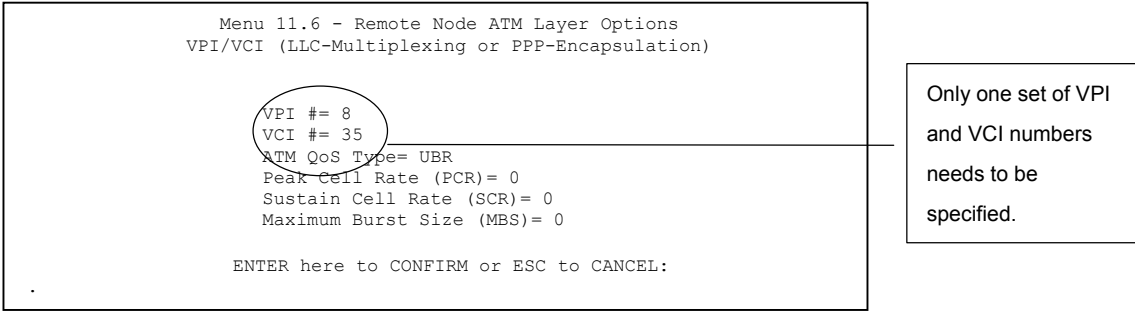 Menu 11.6 - Remote Node ATM Layer Options
VPI/VCI (LLC-Multiplexing or PPP-Encapsulation)
VPI #= 8
VCI #= 35
ATM QoS Type= UBR
Peak Cell Rate (PCR)= 0
Sustain Cell Rate (SCR)= 0
Maximum Burst Size (MBS)= 0
ENTER here to CONFIRM or ESC to CANCEL:
.
Only one set of VPI
and VCI numbers
needs to be
specified.